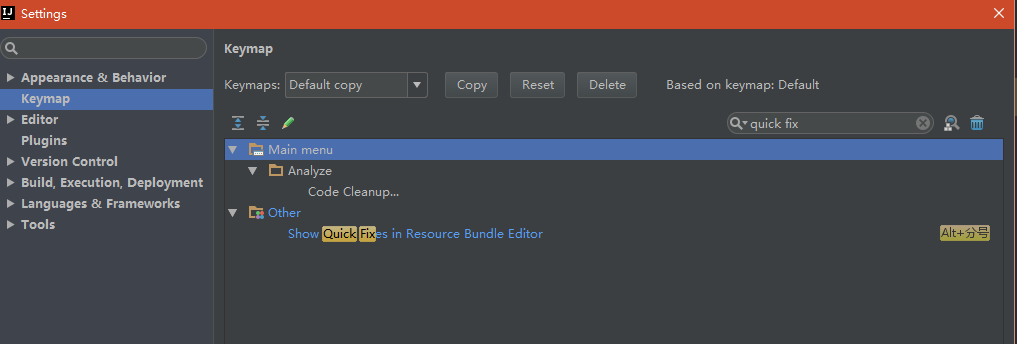 IJ
Settings
Keymap
Appearance & Behavior
Keymap
Editor
Plugins
Version Control
Build, Execution, Deployment
Languages & Frameworks
Tools
Keymaps: Default copy Copy Reset Delete Based on keymap: Default
quick fix
Main menu
Analyze
Code Cleanup...
Other
Show Quick Fixes in Resource Bundle Editor Alt+分号